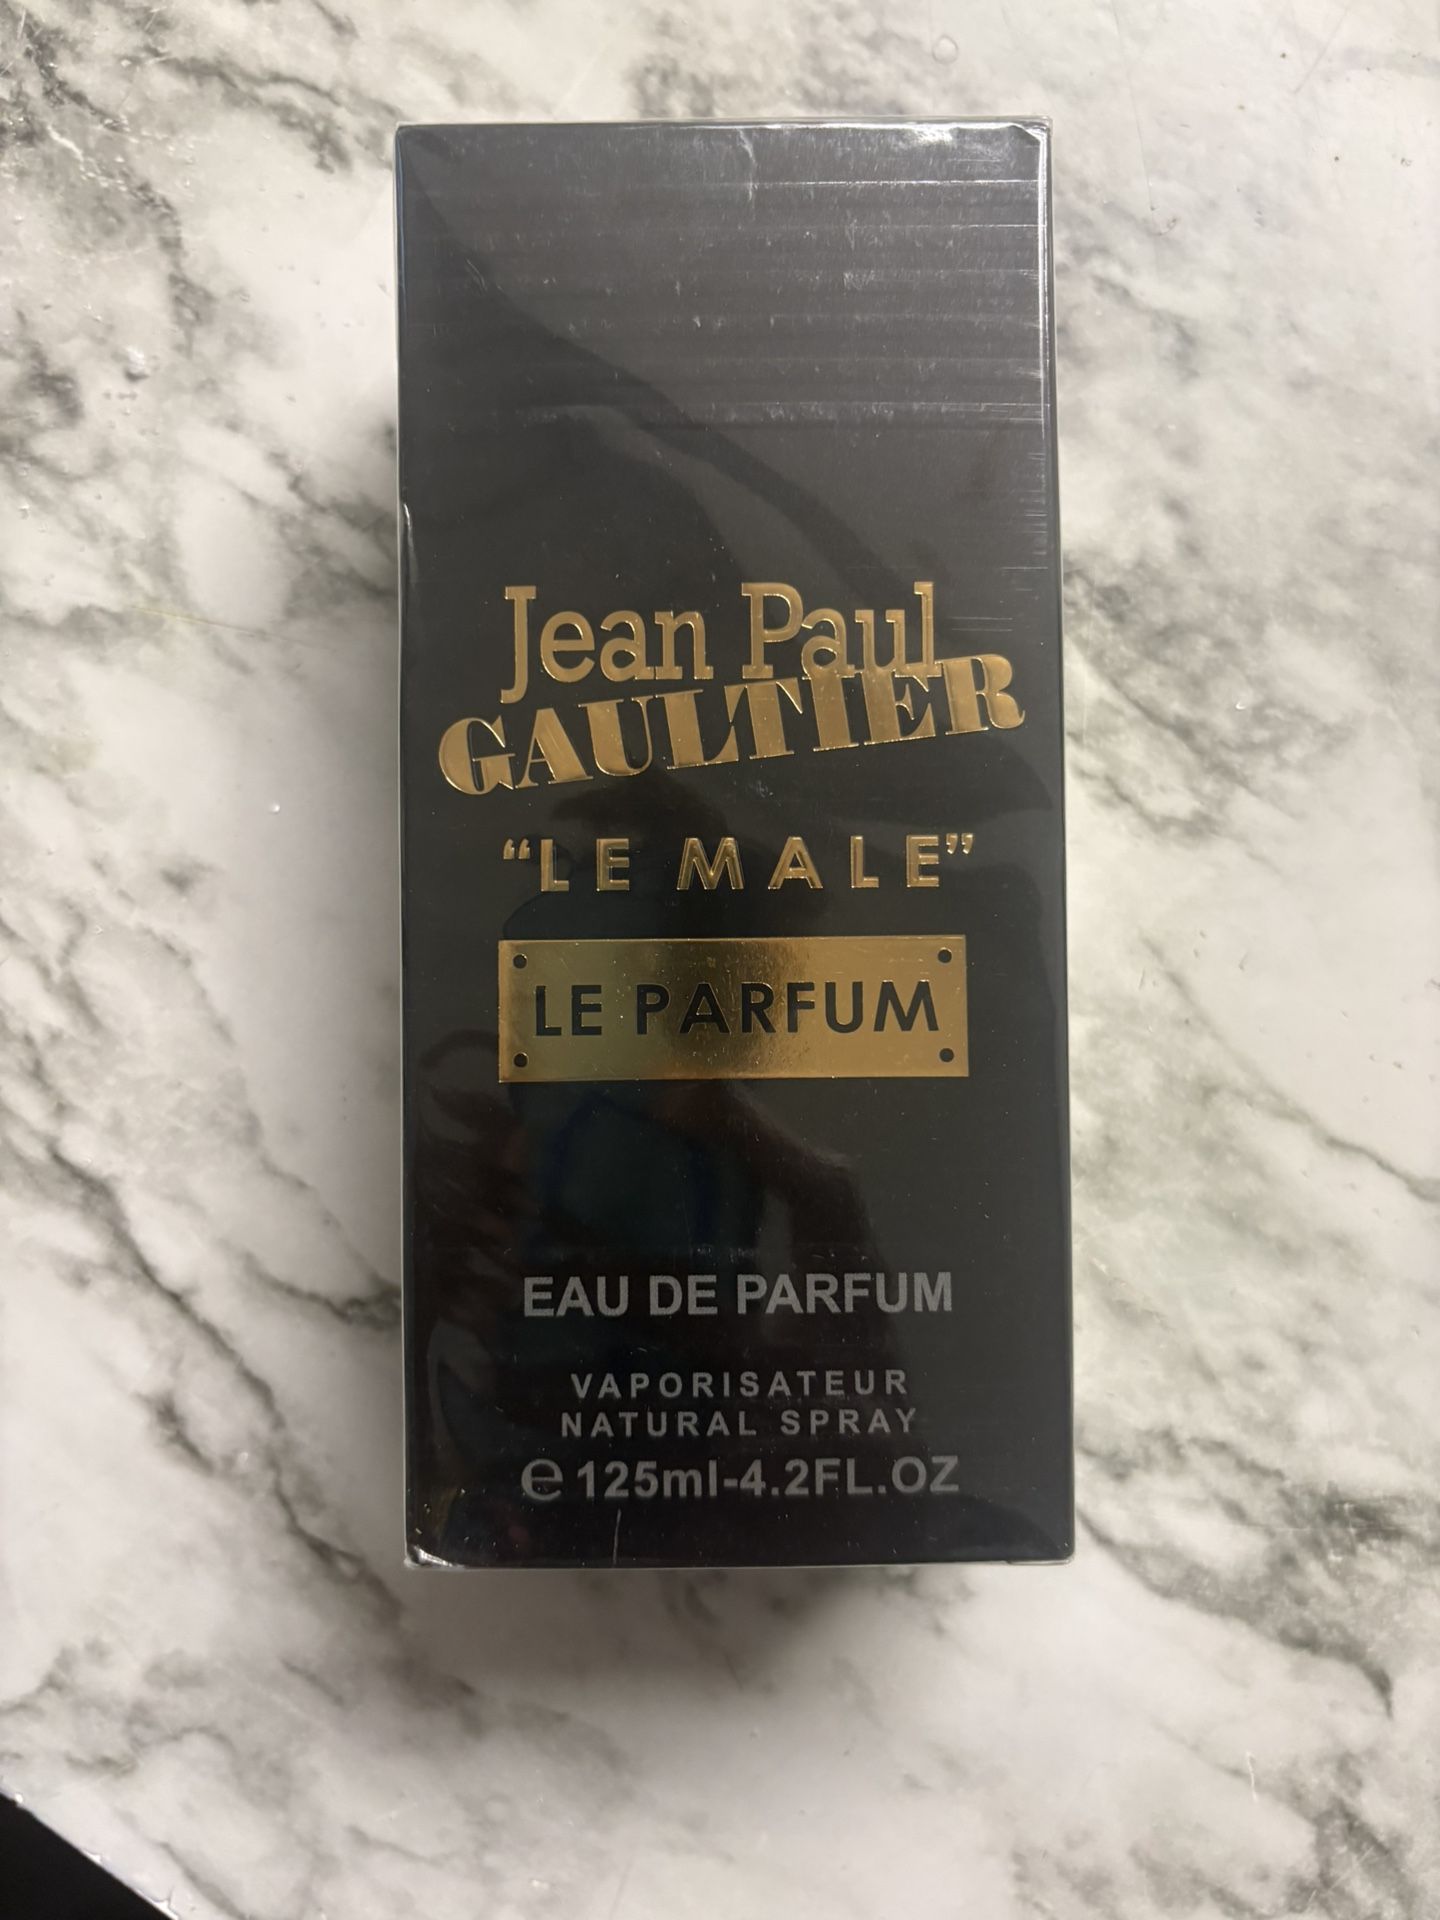 Jean Paul
GAULTIER
“LE MALE”
LE PARFUM
EAU DE PARFUM
VAPORISATEUR
NATURAL SPRAY
℮125ml-4.2FL.OZ